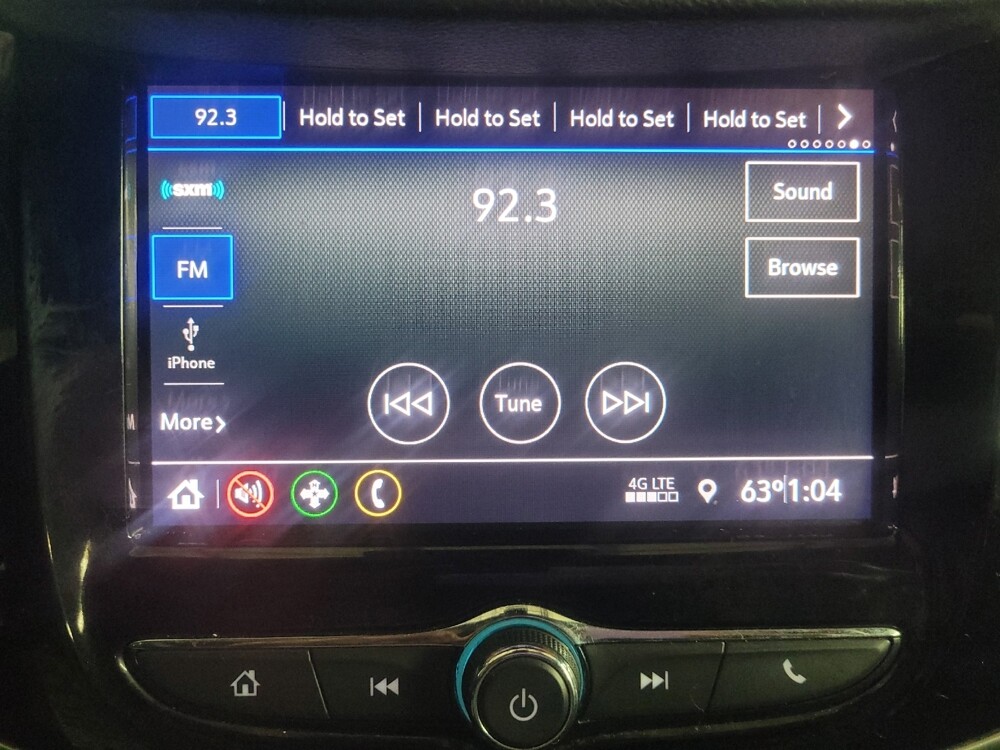 92.3 Hold to Set Hold to Set Hold to Set Hold to Set
sxm
92.3
Sound
FM
Browse
iPhone
More
Tune
4G LTE
63° 1:04